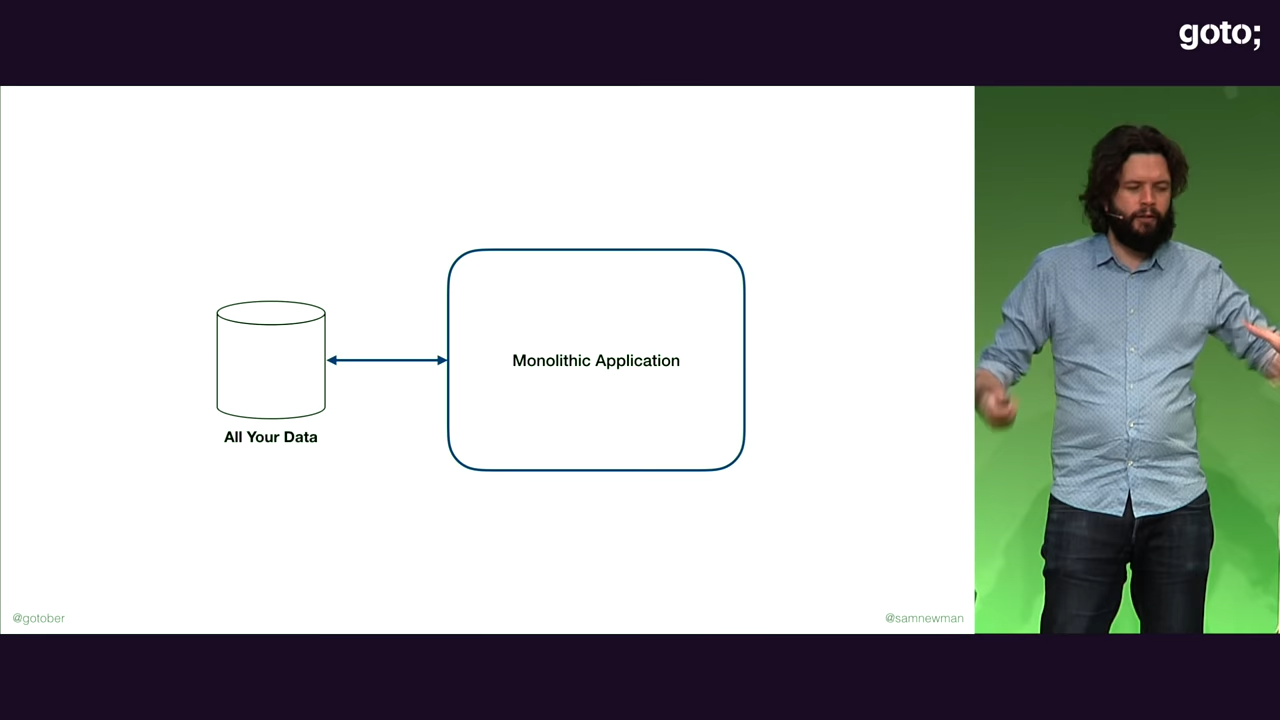 goto;
Monolithic Application
All Your Data
@gotober
@samnewman